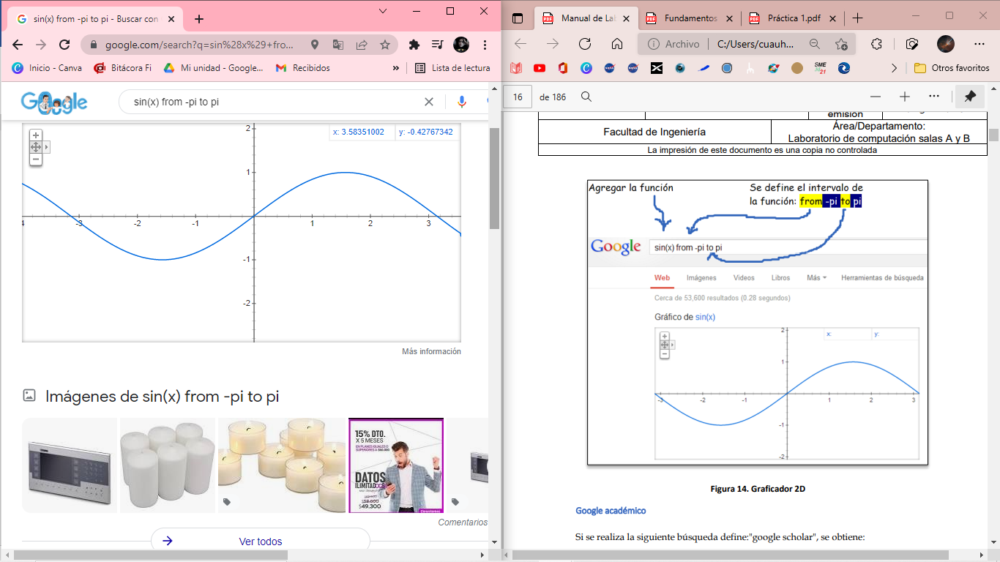 sin(x) from -pi to pi - Buscar con
google.com/search?q=sin%28x%29+fro...
Inicio - Canva
Bitácora Fi
Mi unidad - Google...
Recibidos
»
Lista de lectura
Google
sin(x) from -pi to pi
x: 3.58351002
y: -0.42767342
2
1
4
-3
-2
-1
1
2
3
-1
-2
Más información
Imágenes de sin(x) from -pi to pi
15% DTO.
X 5 MESES
EN PLANES IGUALES O
DATOS
ILIMITADOS
$49.300
Comentarios
Ver todos
Manual de La
Fundamentos
Práctica 1.pdf
Archivo
C:/Users/cuauh...
SME
M21
Otros favoritos
16
de 186
emisión
Facultad de Ingeniería
Área/Departamento:
Laboratorio de computación salas A y B
La impresión de este documento es una copia no controlada
Agregar la función
Se define el intervalo de
la función: from -pi to pi
Google
sin(x) from -pi to pi
Web
Imágenes
Videos
Libros
Más
Herramientas de búsqueda
Cerca de 53,600 resultados (0.28 segundos)
Gráfico de sin(x)
x:
y:
2
1
-3
-2
-1
1
2
3
-1
-2
Figura 14. Graficador 2D
Google académico
Si se realiza la siguiente búsqueda define:"google scholar", se obtiene: